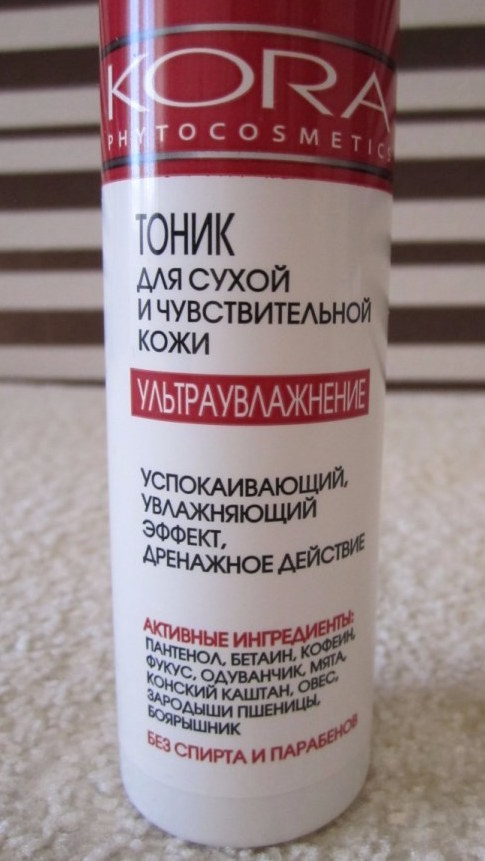 KORA
PHYTOCOSMETICS
ТОНИК
ДЛЯ СУХОЙ
И ЧУВСТВИТЕЛЬНОЙ
КОЖИ
УЛЬТРАУВЛАЖНЕНИЕ
УСПОКАИВАЮЩИЙ,
УВЛАЖНЯЮЩИЙ
ЭФФЕКТ,
ДРЕНАЖНОЕ ДЕЙСТВИЕ
АКТИВНЫЕ ИНГРЕДИЕНТЫ:
ПАНТЕНОЛ, БЕТАИН, КОФЕИН,
ФУКУС, ОДУВАНЧИК, МЯТА,
КОНСКИЙ КАШТАН, ОВЕС,
ЗАРОДЫШИ ПШЕНИЦЫ,
БОЯРЫШНИК
БЕЗ СПИРТА И ПАРАБЕНОВ